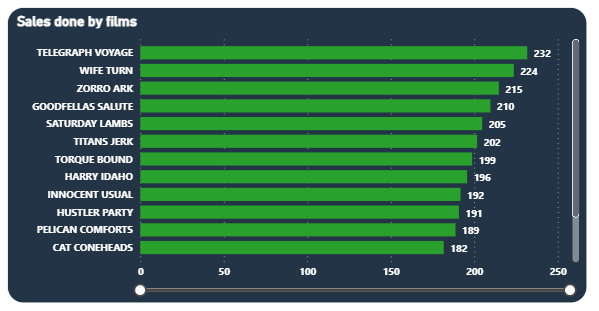 Sales done by films
TELEGRAPH VOYAGE 232
WIFE TURN 224
ZORRO ARK 215
GOODFELLAS SALUTE 210
SATURDAY LAMBS 205
TITANS JERK 202
TORQUE BOUND 199
HARRY IDAHO 196
INNOCENT USUAL 192
HUSTLER PARTY 191
PELICAN COMFORTS 189
CAT CONEHEADS 182
0 50 100 150 200 250